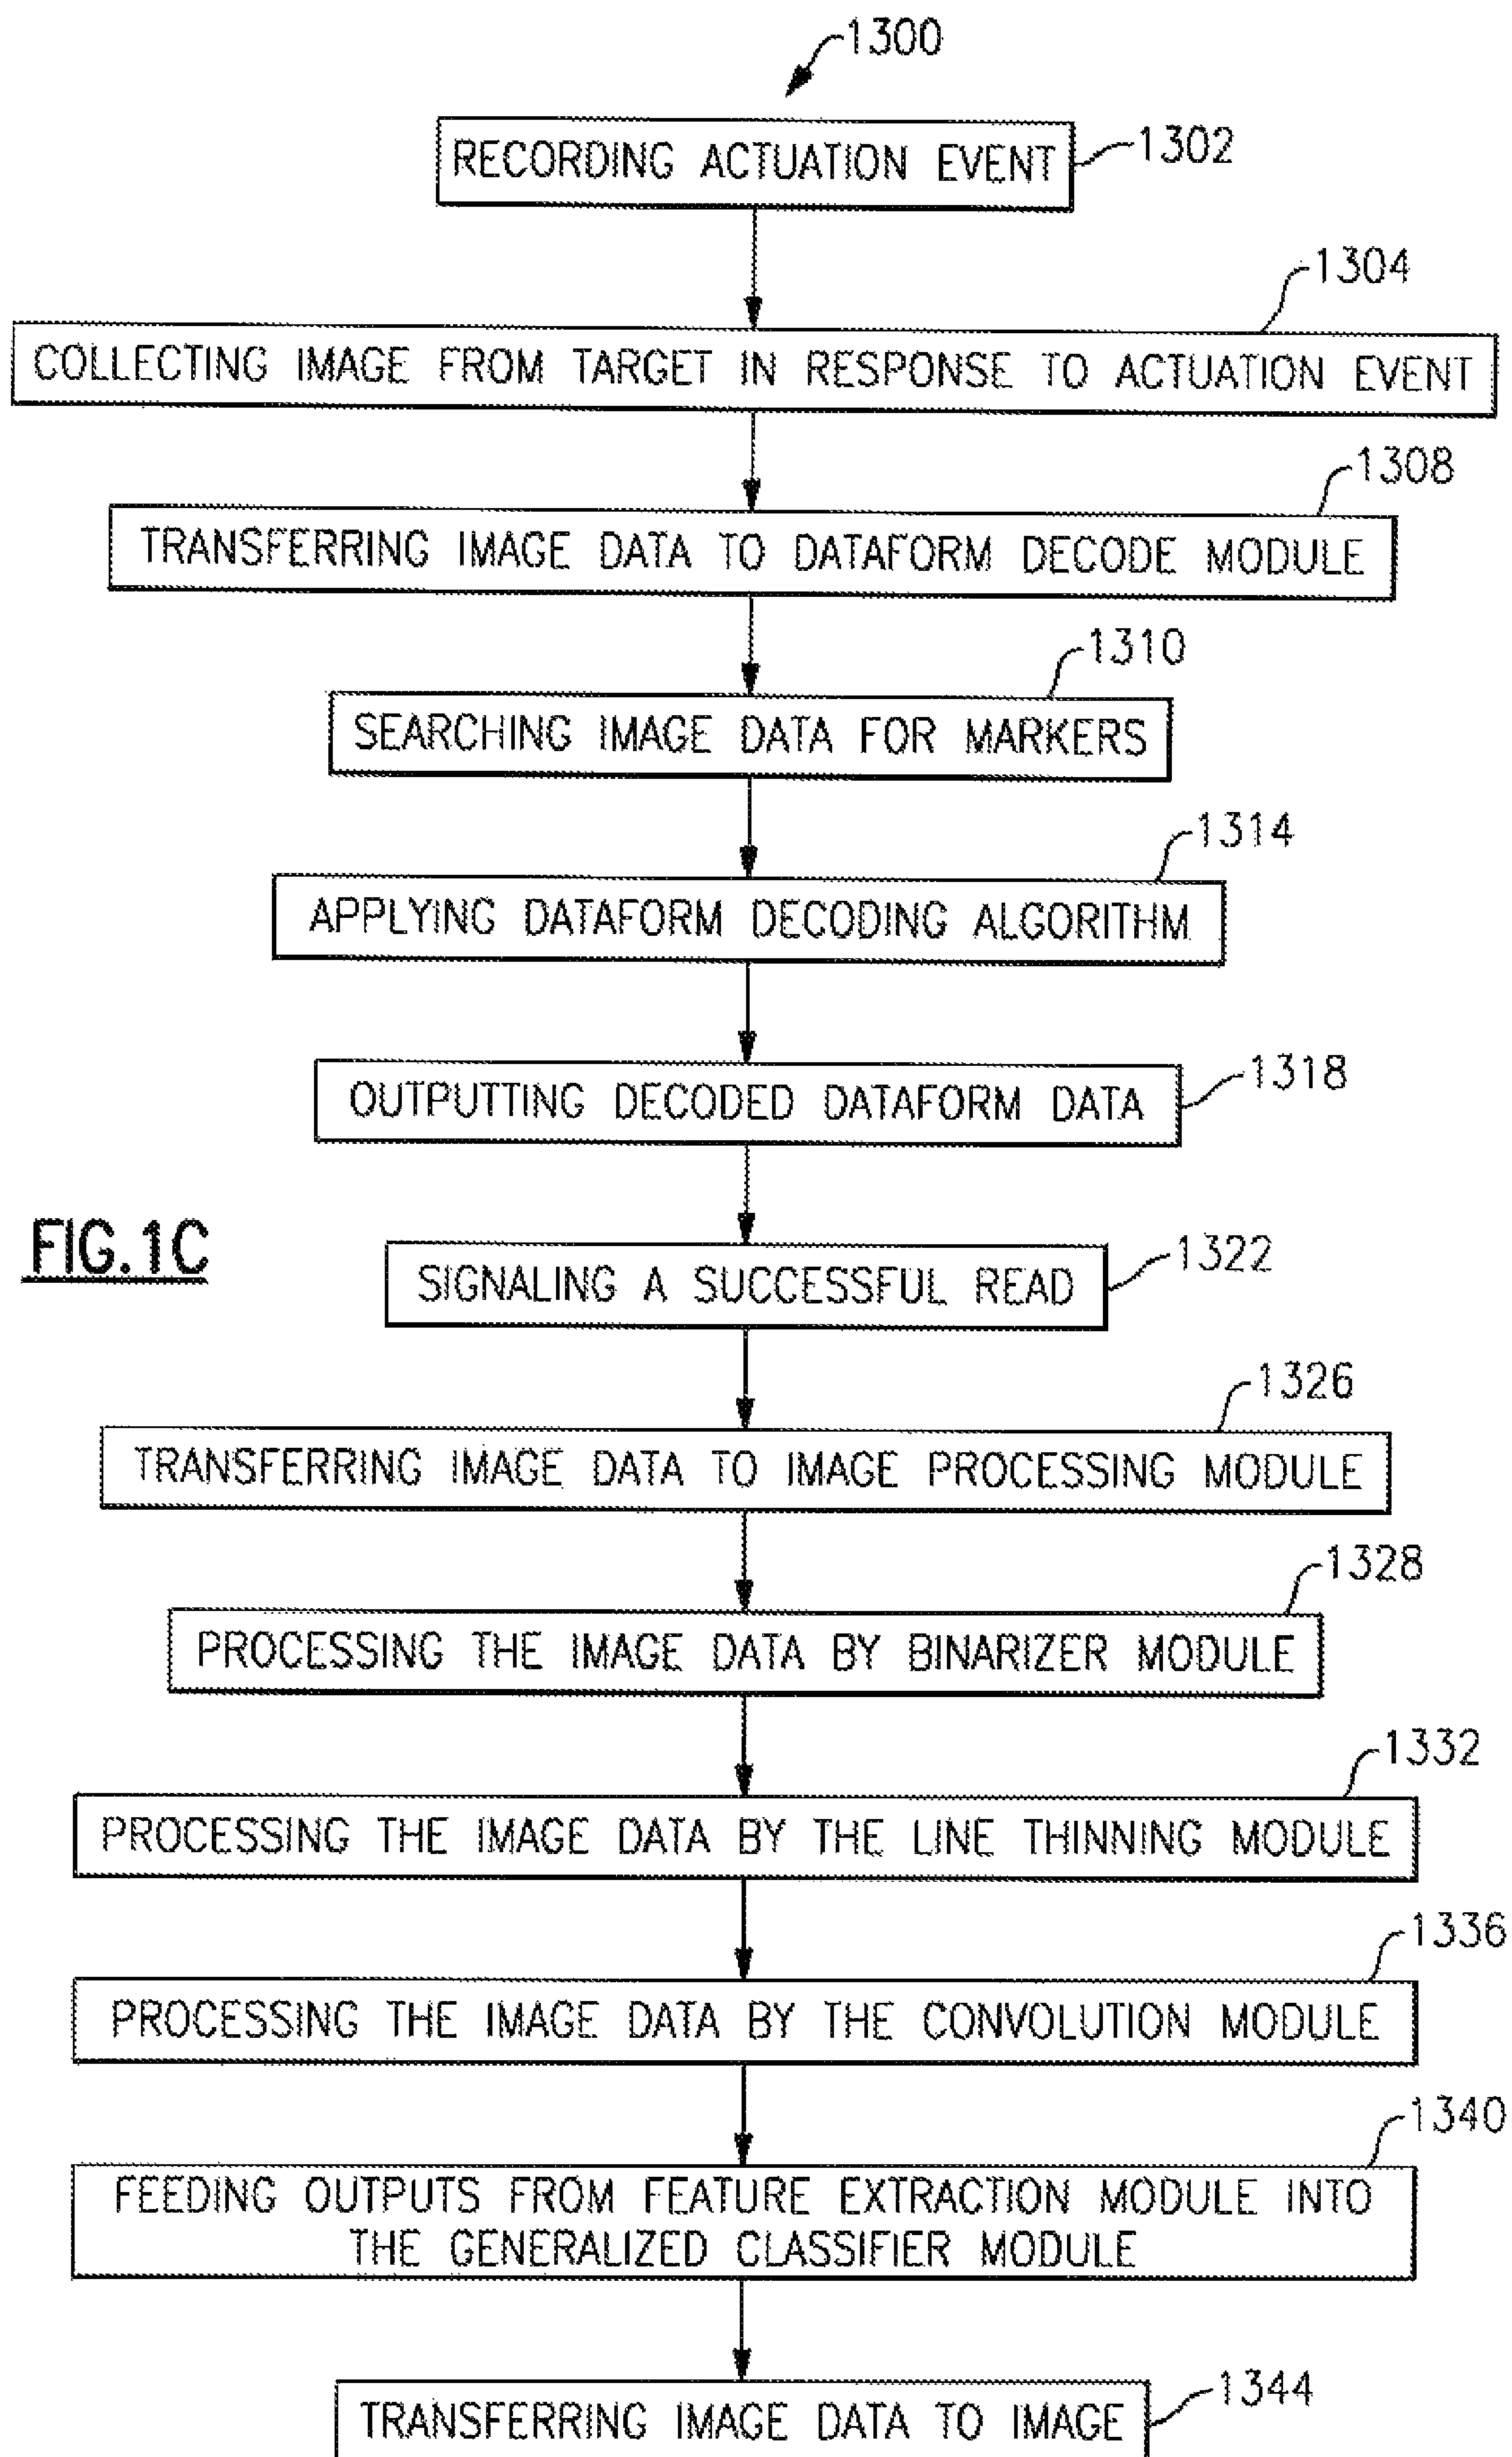 1300
RECORDING ACTUATION EVENT
1302
1304
COLLECTING IMAGE FROM TARGET IN RESPONSE TO ACTUATION EVENT
1308
TRANSFERRING IMAGE DATA TO DATAFORM DECODE MODULE
1310
SEARCHING IMAGE DATA FOR MARKERS
1314
APPLYING DATAFORM DECODING ALGORITHM
OUTPUTTING DECODED DATAFORM DATA
1318
FIG.1C
SIGNALING A SUCCESSFUL READ
1322
1326
TRANSFERRING IMAGE DATA TO IMAGE PROCESSING MODULE
1328
PROCESSING THE IMAGE DATA BY BINARIZER MODULE
1332
PROCESSING THE IMAGE DATA BY THE LINE THINNING MODULE
1336
PROCESSING THE IMAGE DATA BY THE CONVOLUTION MODULE
1340
FEEDING OUTPUTS FROM FEATURE EXTRACTION MODULE INTO
THE GENERALIZED CLASSIFIER MODULE
TRANSFERRING IMAGE DATA TO IMAGE
1344